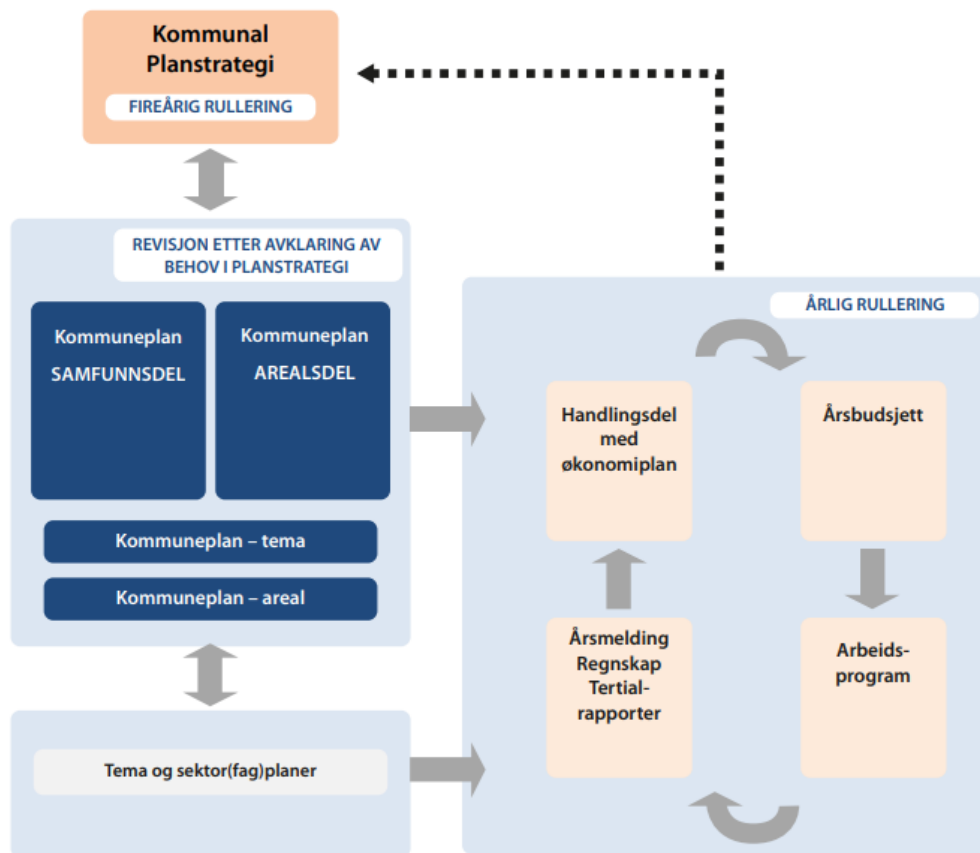 Kommunal
Planstrategi
FIREÅRIG RULLERING
REVISJON ETTER AVKLARING AV
BEHOV I PLANSTRATEGI
Kommuneplan
SAMFUNNSDEL
Kommuneplan
AREALSDEL
Kommuneplan – tema
Kommuneplan – areal
Tema og sektor(fag)planer
ÅRLIG RULLERING
Handlingsdel
med
økonomiplan
Årsbudsjett
Årsmelding
Regnskap
Tertial-
rapporter
Arbeids-
program